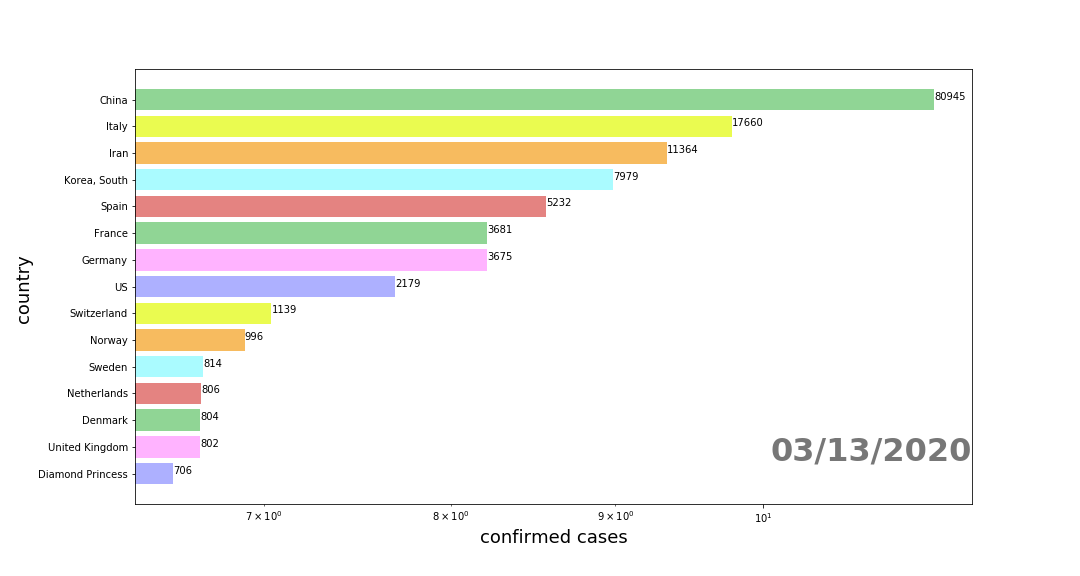 China 80945
Italy 17660
Iran 11364
Korea, South 7979
Spain 5232
France 3681
Germany 3675
US 2179
Switzerland 1139
Norway 996
Sweden 814
Netherlands 806
Denmark 804
United Kingdom 802
Diamond Princess 706
country
03/13/2020
7 × 10⁰ 8 × 10⁰ 9 × 10⁰ 10¹
confirmed cases